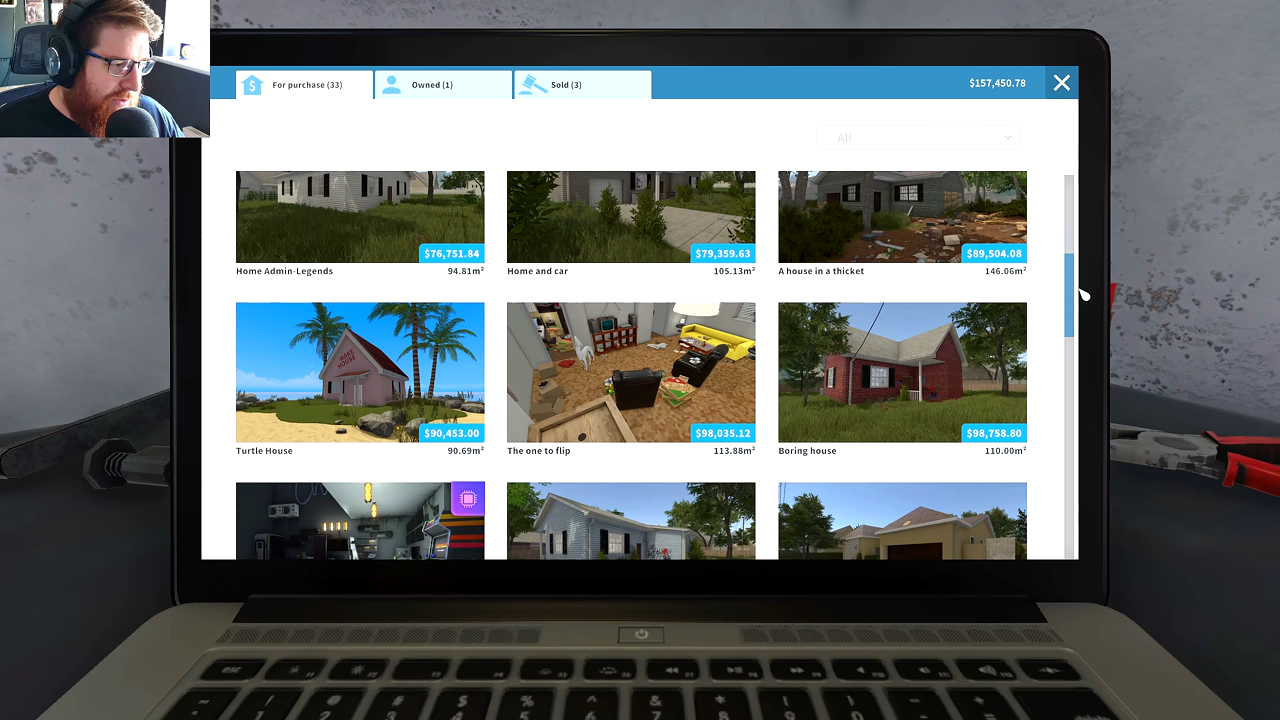 For purchase (33)
Owned (1)
Sold (3)
$157,450.78
All
$76,751.84
$79,359.63
$89,504.08
Home Admin-Legends
94.81m²
Home and car
105.13m²
A house in a thicket
146.06m²
MAKE
HOUSE
$90,453.00
$98,035.12
$98,758.80
Turtle House
90.69m²
The one to flip
113.88m²
Boring house
110.00m²
esc